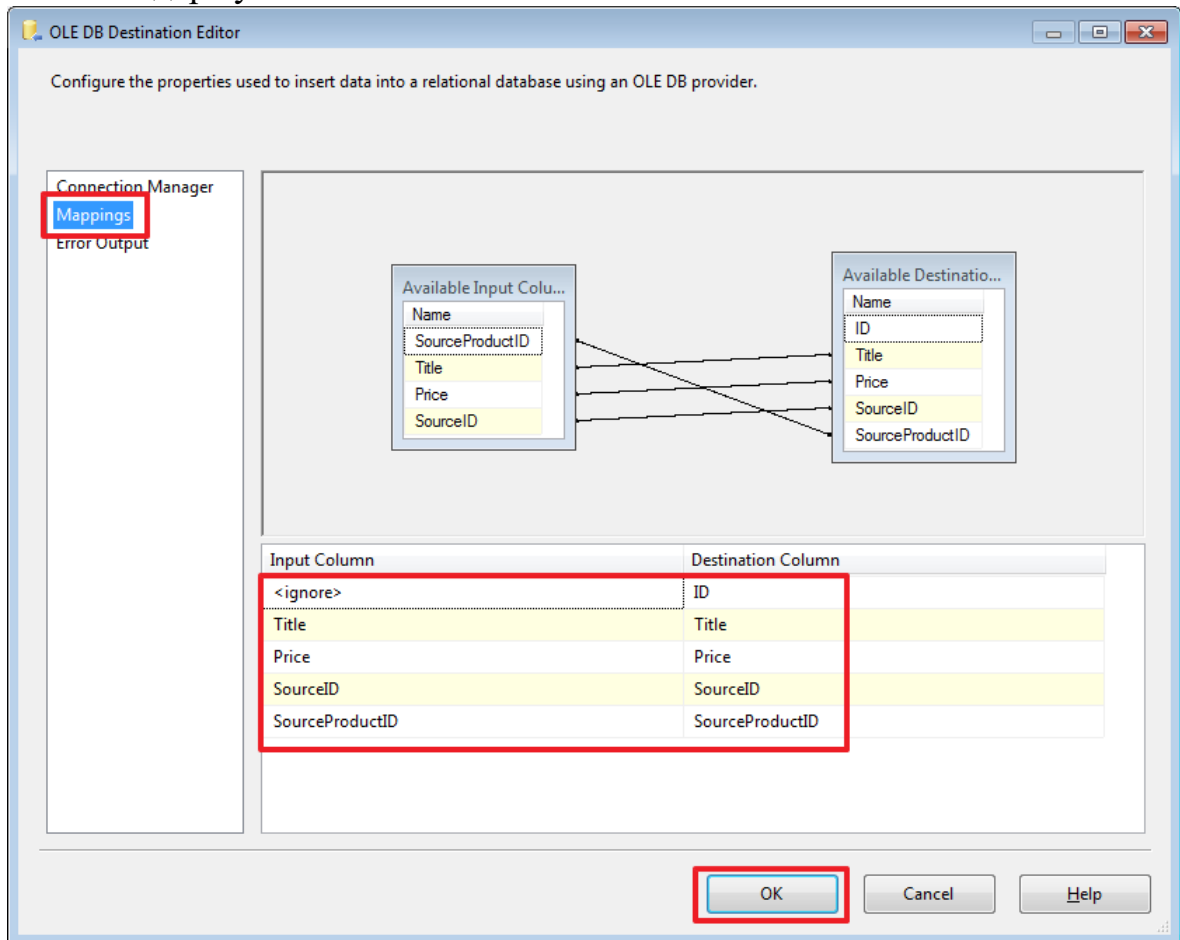 OLE DB Destination Editor
Configure the properties used to insert data into a relational database using an OLE DB provider.
Connection Manager
Mappings
Error Output
Available Input Colu...
Name
SourceProductID
Title
Price
SourceID
Available Destinatio...
Name
ID
Title
Price
SourceID
SourceProductID
Input Column Destination Column
<ignore> ID
Title Title
Price Price
SourceID SourceID
SourceProductID SourceProductID
OK Cancel Help